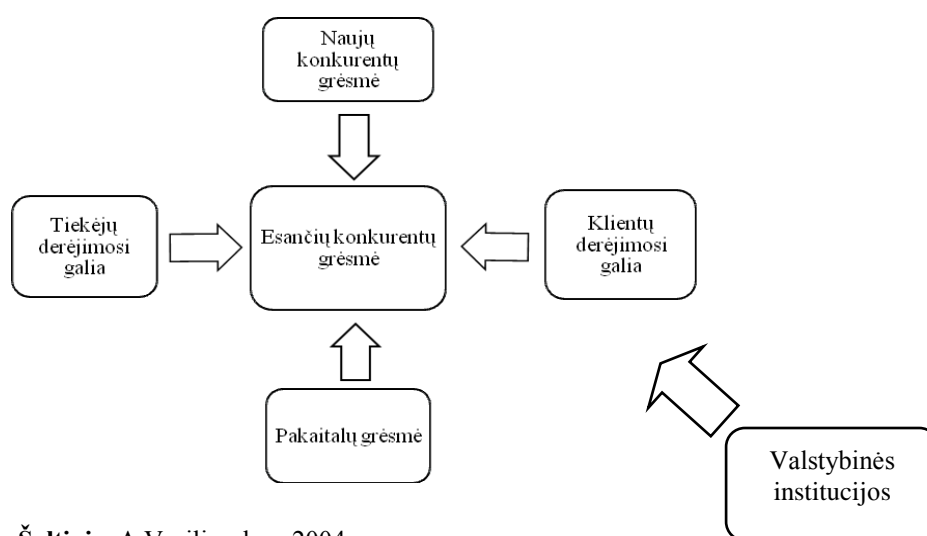 Naujų
konkurentų
grėsmė
Tiekėjų
derėjimosi
galia
Esančių konkurentų
grėsmė
Klientų
derėjimosi
galia
Pakaitalų grėsmė
Valstybinės
institucijos